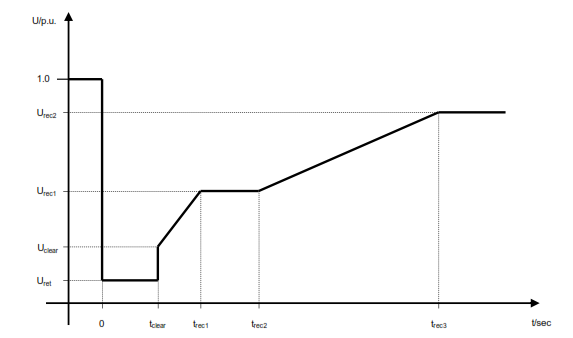 U/p.u.
1.0
Urec2
Urec1
Uclear
Uret
0 tclear trec1 trec2 trec3 t/sec